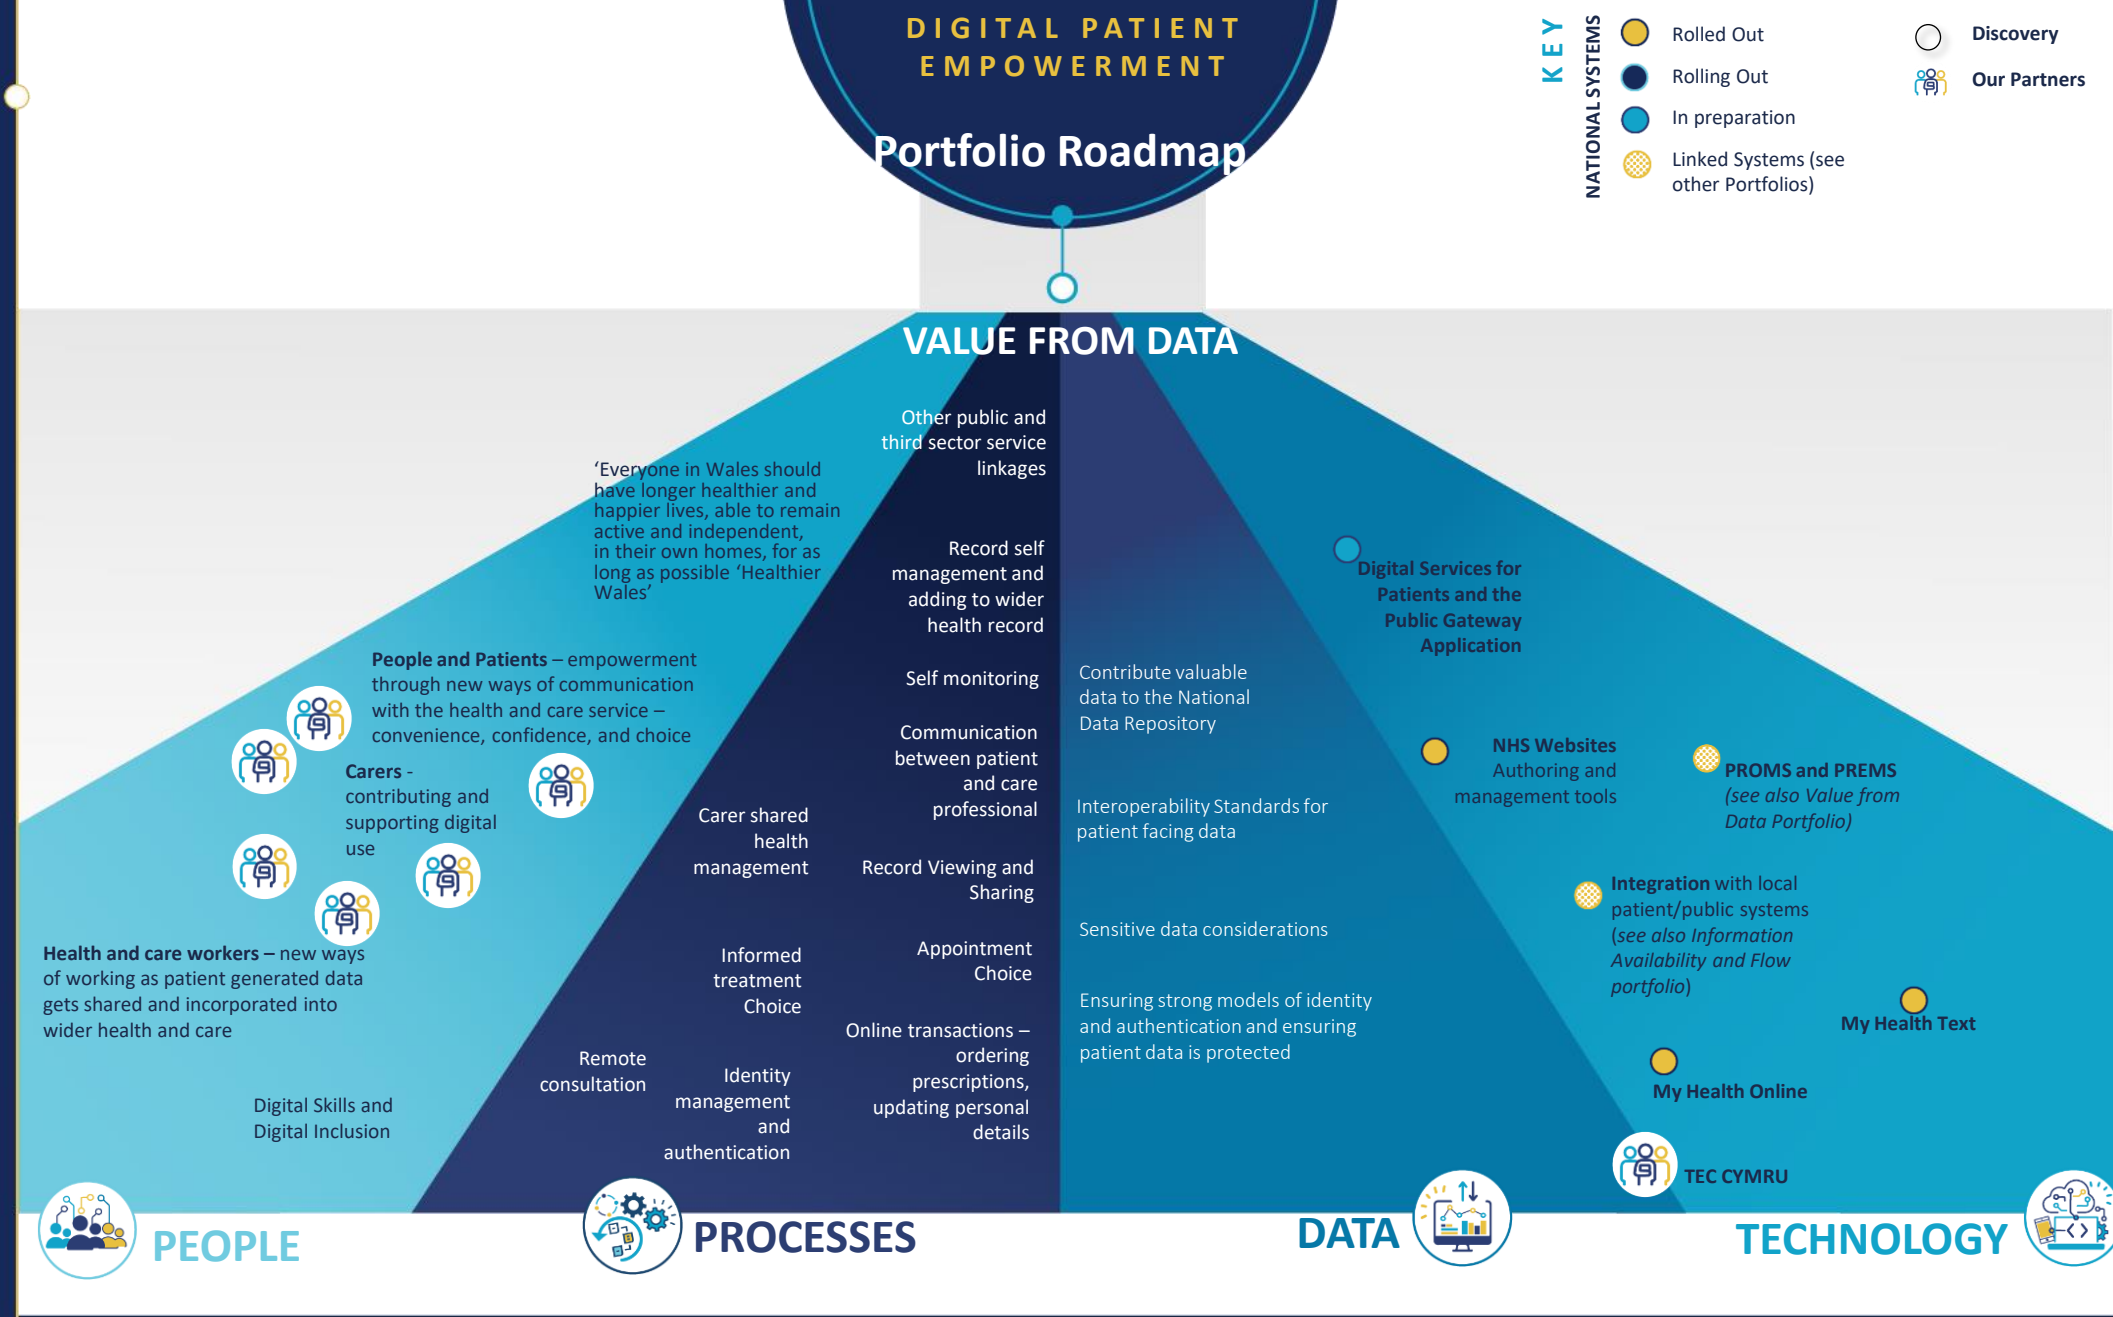 DIGITAL PATIENT
EMPOWERMENT
Portfolio Roadmap
KEY
NATIONAL SYSTEMS
Rolled Out
Rolling Out
In preparation
Linked Systems (see
other Portfolios)
Discovery
Our Partners
VALUE FROM DATA
‘Everyone in Wales should
have longer healthier and
happier lives, able to remain
active and independent,
in their own homes, for as
long as possible ‘Healthier
Wales’
People and Patients – empowerment
through new ways of communication
with the health and care service –
convenience, confidence, and choice
Carers -
contributing and
supporting digital
use
Health and care workers – new ways
of working as patient generated data
gets shared and incorporated into
wider health and care
Digital Skills and
Digital Inclusion
Other public and
third sector service
linkages
Record self
management and
adding to wider
health record
Self monitoring
Communication
between patient
and care
professional
Carer shared
health
management
Record Viewing and
Sharing
Informed
treatment
Choice
Appointment
Choice
Remote
consultation
Identity
management
and
authentication
Online transactions –
ordering
prescriptions,
updating personal
details
Contribute valuable
data to the National
Data Repository
Interoperability Standards for
patient facing data
Sensitive data considerations
Ensuring strong models of identity
and authentication and ensuring
patient data is protected
Digital Services for
Patients and the
Public Gateway
Application
NHS Websites
Authoring and
management tools
PROMS and PREMS
(see also Value from
Data Portfolio)
Integration with local
patient/public systems
(see also Information
Availability and Flow
portfolio)
My Health Text
My Health Online
TEC CYMRU
PEOPLE
PROCESSES
DATA
TECHNOLOGY